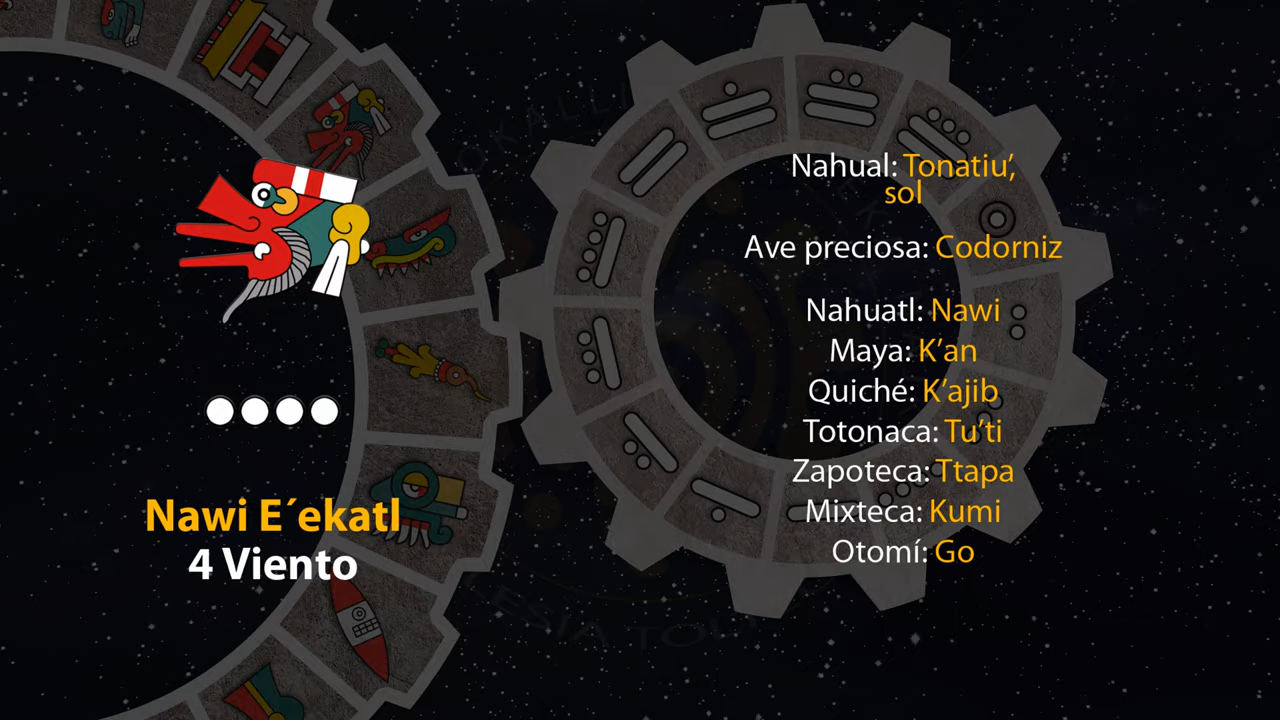 Nawi E´ekatl
4 Viento
Nahual: Tonatiu’,
sol
Ave preciosa: Codorniz
Nahuatl: Nawi
Maya: K’an
Quiché: K’ajib
Totonaca: Tu’ti
Zapoteca: Ttapa
Mixteca: Kumi
Otomí: Go